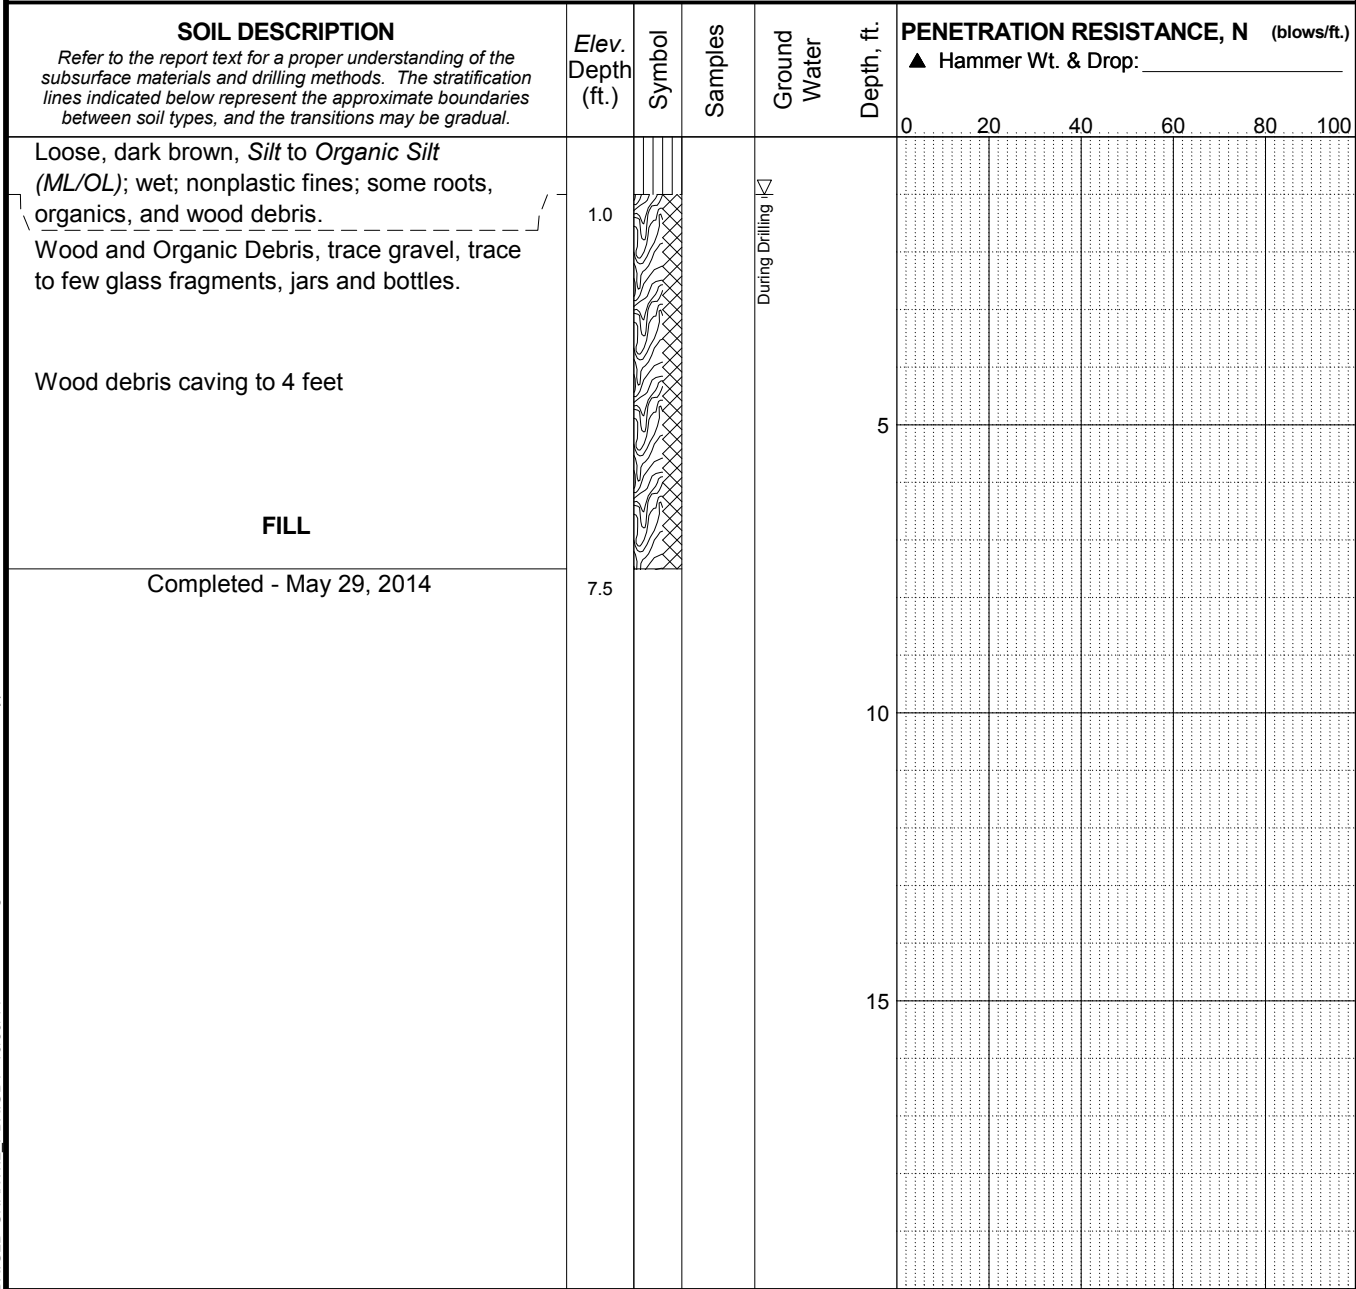 SOIL DESCRIPTION
Refer to the report text for a proper understanding of the
subsurface materials and drilling methods. The stratification
lines indicated below represent the approximate boundaries
between soil types, and the transitions may be gradual.
Elev.
Depth
(ft.)
Symbol
Samples
Ground
Water
Depth, ft.
PENETRATION RESISTANCE, N (blows/ft.)
▲ Hammer Wt. & Drop:
0 20 40 60 80 100
Loose, dark brown, Silt to Organic Silt
(ML/OL); wet; nonplastic fines; some roots,
organics, and wood debris.
1.0
During Drilling
Wood and Organic Debris, trace gravel, trace
to few glass fragments, jars and bottles.
Wood debris caving to 4 feet
5
FILL
Completed - May 29, 2014
7.5
10
15